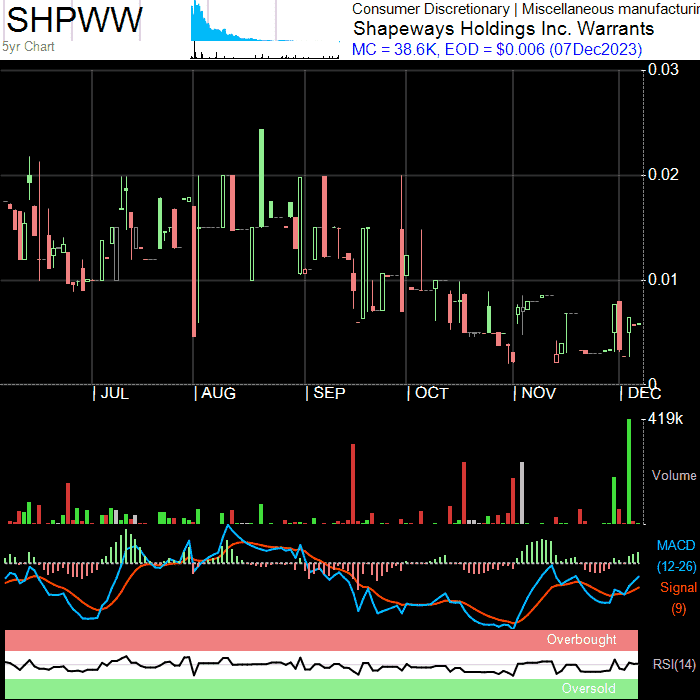 SHPWW
5yr Chart
Consumer Discretionary | Miscellaneous manufacturin
Shapeways Holdings Inc. Warrants
MC = 38.6K, EOD = $0.006 (07Dec2023)
0.03
0.02
0.01
0
JUL AUG SEP OCT NOV DEC
419k
Volume
MACD
(12-26)
Signal
(9)
Overbought
RSI(14)
Oversold